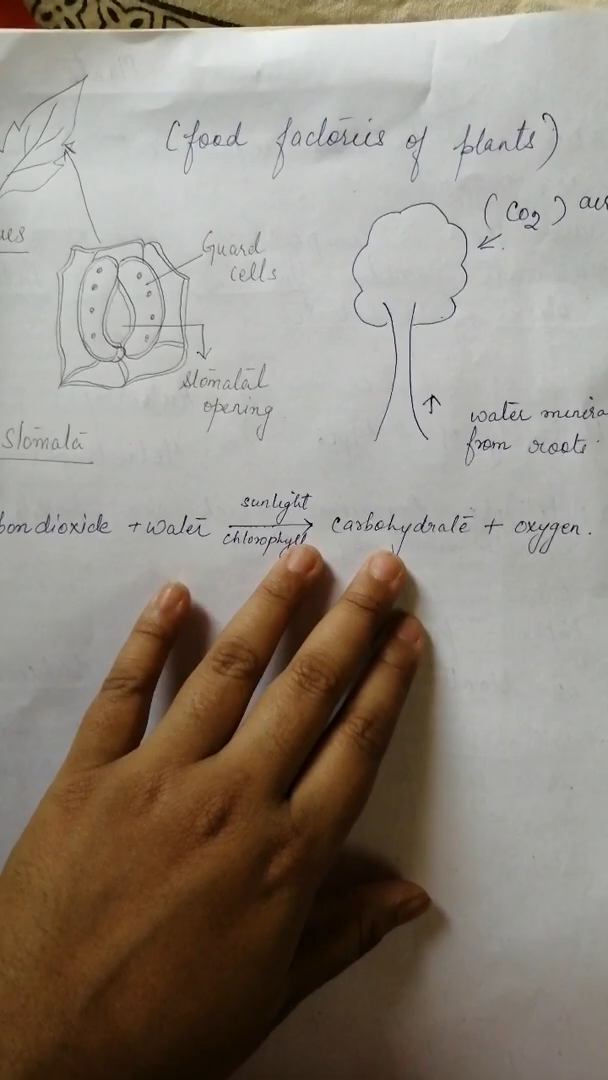 (food factories of plants)
(CO2)
ues
Guard
cells
stomatal
opening
water
from roots
Stomata
sunlight
bon dioxide + water → carbohydrate + oxygen.
chlorophyll